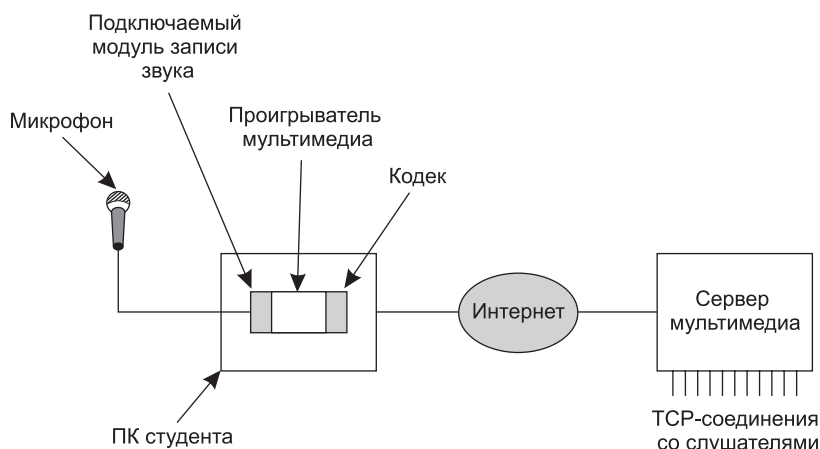 Подключаемый
модуль записи
звука
Проигрыватель
мультимедиа
Микрофон
Кодек
Интернет
Сервер
мультимедиа
ПК студента
TCP-соединения
со слушателями